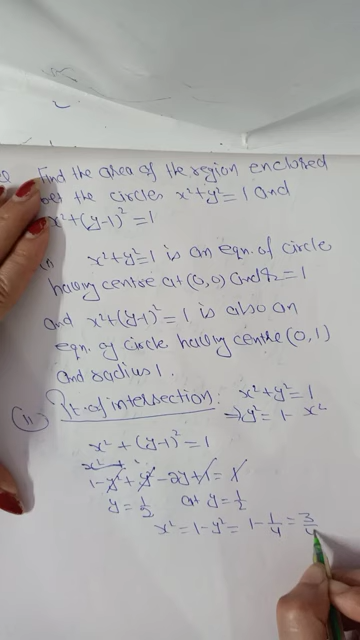 Find the area of the region enclosed
bet the circles x²+y²=1 and
x²+(y-1)²=1
x²+y²=1 is an eqn. of circle
having centre at (0,0) and r=1
and x²+(y-1)²=1 is also an
eqn. of circle having centre (0,1)
and radius 1.
(ii) Pt. of intersection. x²+y²=1
⇒ y² = 1 - x²
x² + (y-1)² = 1
1-y²+y²-2y+1=1
y = 1/2 at y = 1/2
x² = 1-y² = 1 - 1/4 = 3/4